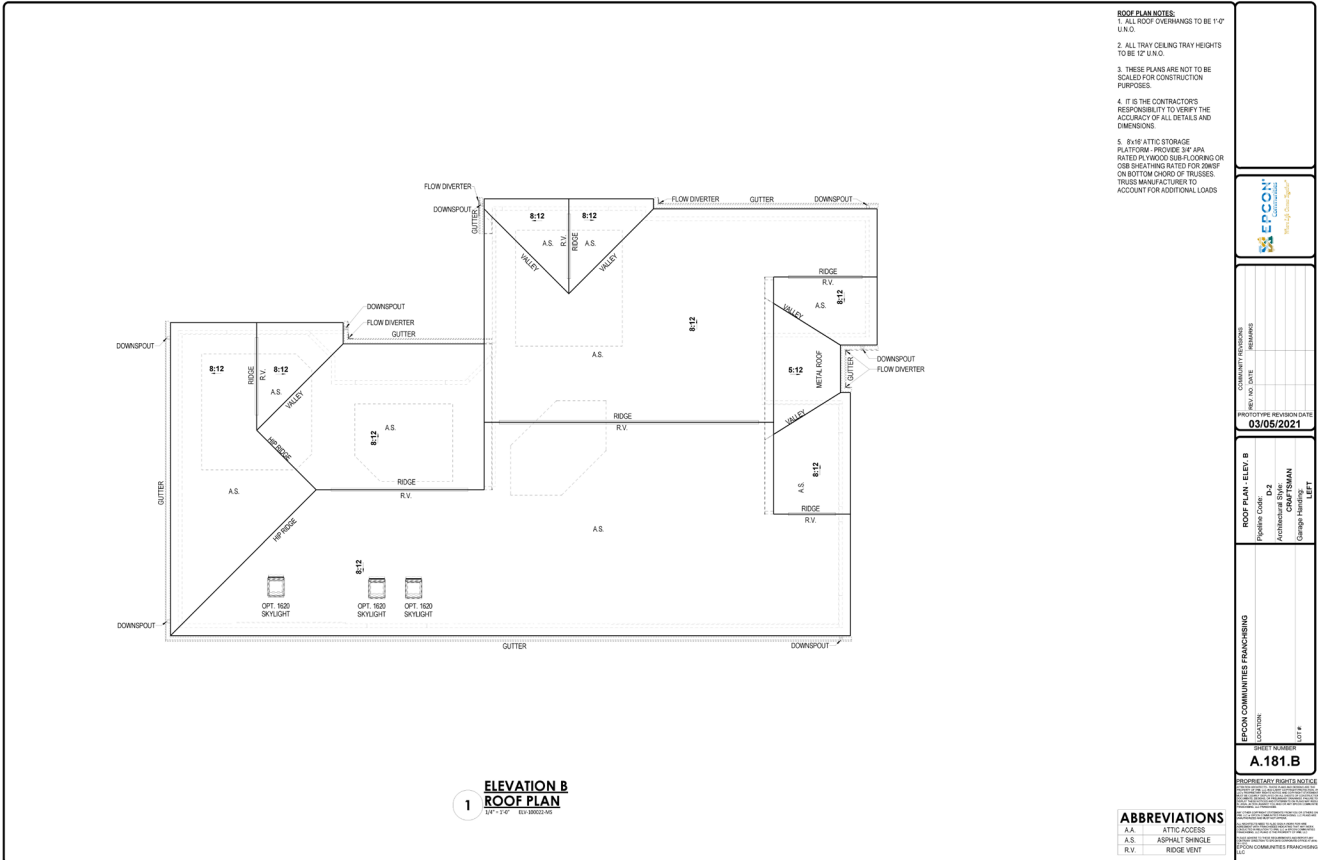 ROOF PLAN NOTES:
1. ALL ROOF OVERHANGS TO BE 1'-0"
U.N.O.
2. ALL TRAY CEILING TRAY HEIGHTS
TO BE 12" U.N.O.
3. THESE PLANS ARE NOT TO BE
SCALED FOR CONSTRUCTION
PURPOSES.
4. IT IS THE CONTRACTOR'S
RESPONSIBILITY TO VERIFY THE
ACCURACY OF ALL DETAILS AND
DIMENSIONS.
5. 8'x16' ATTIC STORAGE
PLATFORM - PROVIDE 3/4" APA
RATED PLYWOOD SUB-FLOORING OR
OSB SHEATHING RATED FOR 20#/SF
ON BOTTOM CHORD OF TRUSSES.
TRUSS MANUFACTURER TO
ACCOUNT FOR ADDITIONAL LOADS
FLOW DIVERTER
DOWNSPOUT
GUTTER
FLOW DIVERTER
GUTTER
DOWNSPOUT
8:12
8:12
A.S.
R.V.
RIDGE
A.S.
VALLEY
VALLEY
RIDGE
R.V.
A.S.
8:12
VALLEY
DOWNSPOUT
FLOW DIVERTER
GUTTER
8:12
DOWNSPOUT
A.S.
5:12
METAL ROOF
GUTTER
DOWNSPOUT
FLOW DIVERTER
8:12
RIDGE
R.V.
8:12
A.S.
VALLEY
VALLEY
RIDGE
R.V.
8:12
A.S.
HIP RIDGE
8:12
A.S.
A.S.
RIDGE
R.V.
A.S.
RIDGE
R.V.
GUTTER
HIP RIDGE
A.S.
8:12
OPT. 1620
SKYLIGHT
OPT. 1620
SKYLIGHT
OPT. 1620
SKYLIGHT
DOWNSPOUT
GUTTER
DOWNSPOUT
1
ELEVATION B
ROOF PLAN
1/4" = 1'-0" ELV-180022-MS
ABBREVIATIONS
A.A. ATTIC ACCESS
A.S. ASPHALT SHINGLE
R.V. RIDGE VENT
EPCON
Communities
COMMUNITY REVISIONS
REV. NO. DATE REMARKS
PROTOTYPE REVISION DATE
03/05/2021
ROOF PLAN - ELEV. B
Pipeline Code:
D-2
Architectural Style:
CRAFTSMAN
Garage Handing:
LEFT
EPCON COMMUNITIES FRANCHISING
LOCATION:
LOT #:
SHEET NUMBER
A.181.B
PROPRIETARY RIGHTS NOTICE
EPCON COMMUNITIES FRANCHISING
LLC